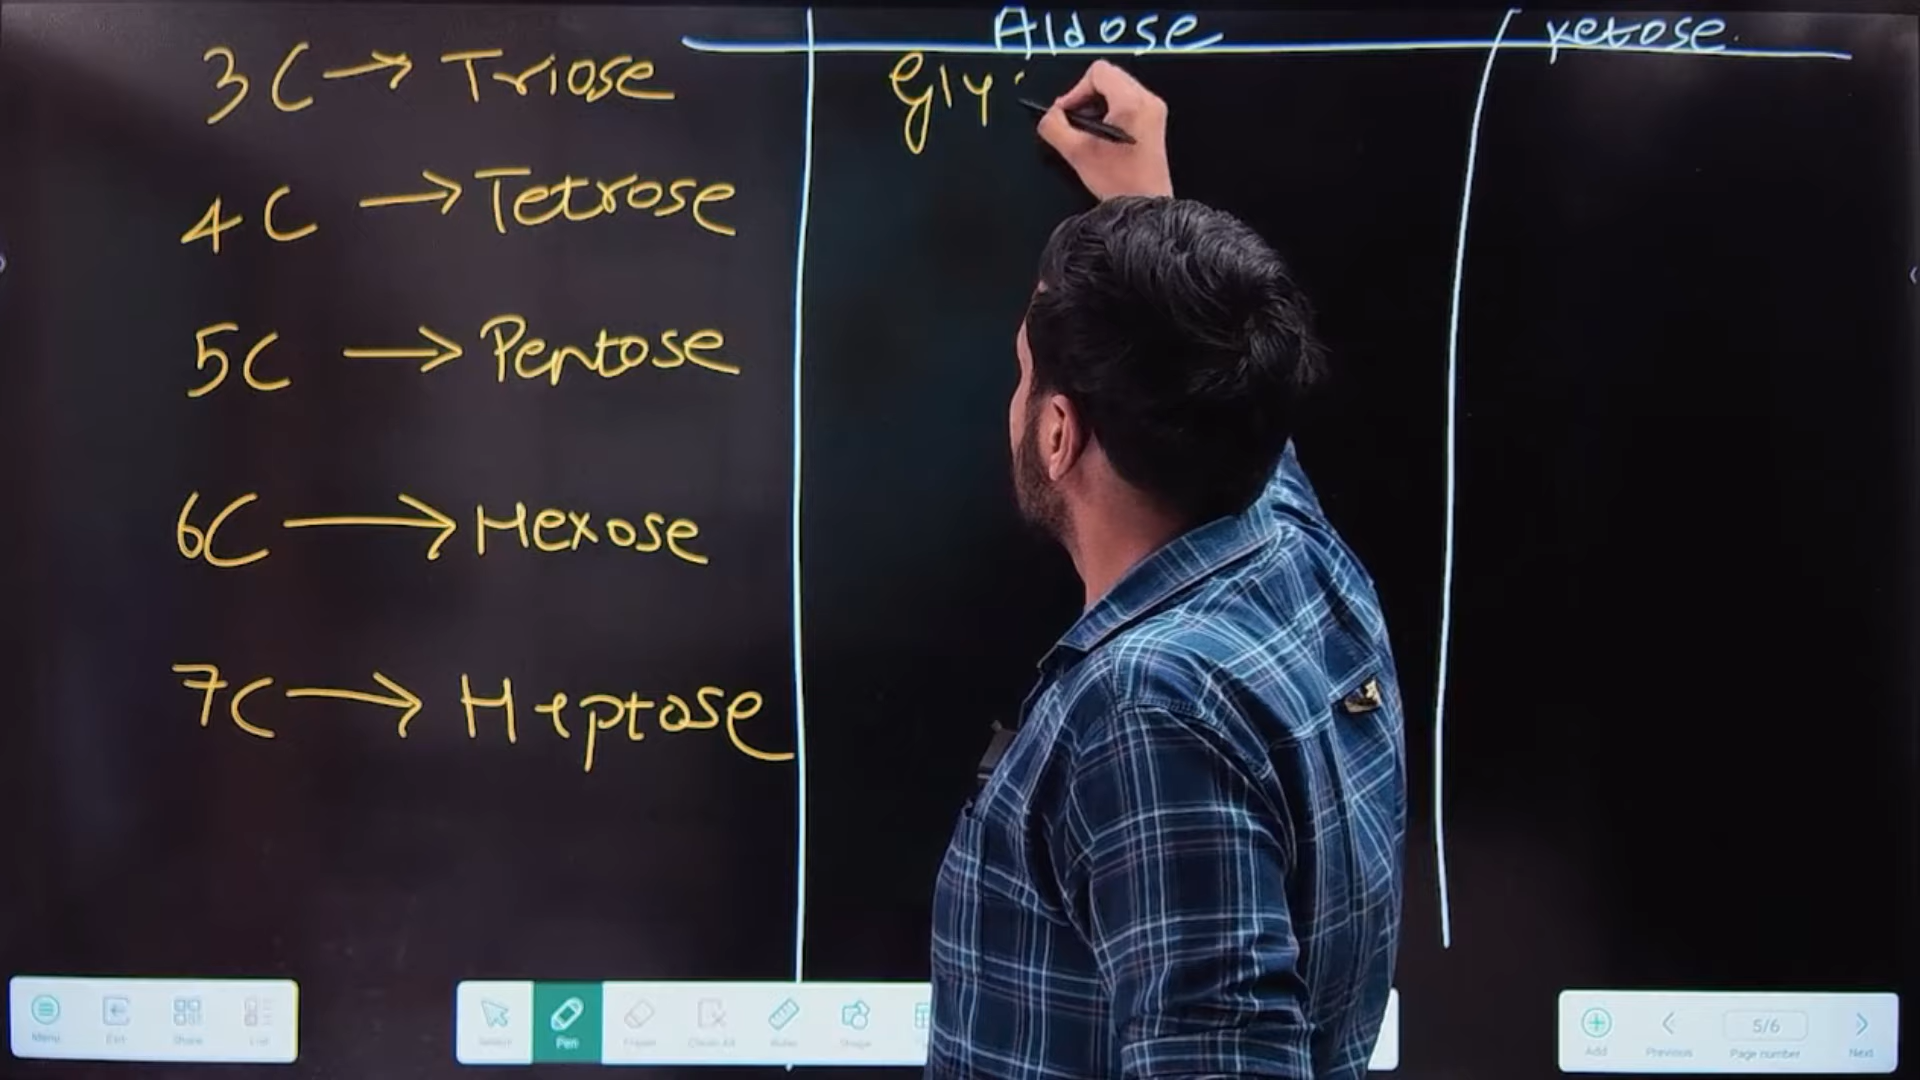 Aldose ketose
3C → Triose Gly
4C → Tetrose
5C → Pentose
6C → Hexose
7C → Heptose
Menu Exit Share List Select Pen Eraser Clean All Ruler Shape Add Previous 5/6 Page number Next